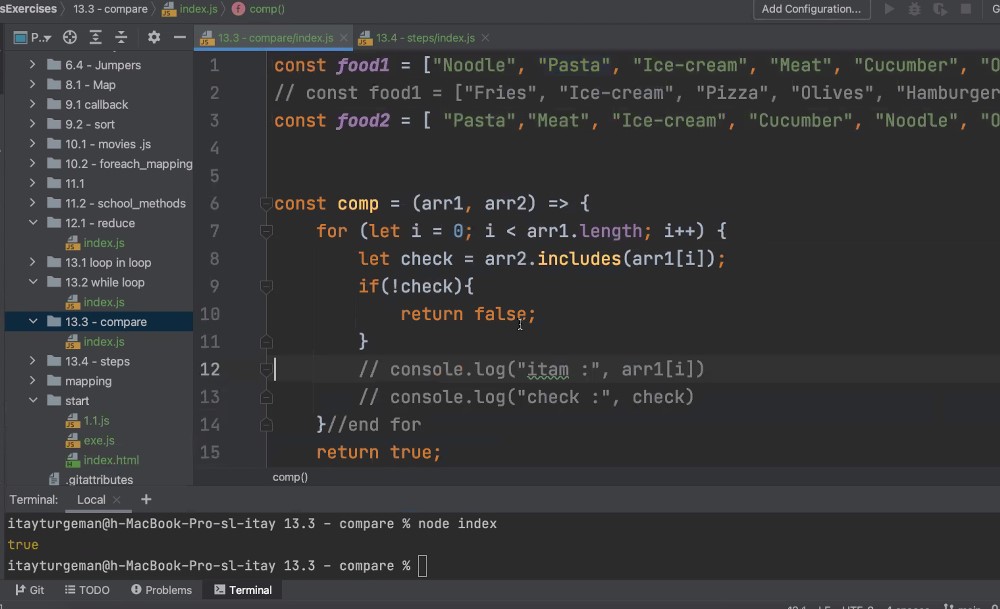 sExercises 13.3 - compare index.js comp()
Add Configuration...
P..
13.3 - compare/index.js
13.4 - steps/index.js
6.4 - Jumpers
8.1 - Map
9.1 callback
9.2 - sort
10.1 - movies .js
10.2 - foreach_mapping
11.1
11.2 - school_methods
12.1 - reduce
index.js
13.1 loop in loop
13.2 while loop
index.js
13.3 - compare
index.js
13.4 - steps
mapping
start
1.1.js
exe.js
index.html
.gitattributes
1 const food1 = ["Noodle", "Pasta", "Ice-cream", "Meat", "Cucumber", "O
2 // const food1 = ["Fries", "Ice-cream", "Pizza", "Olives", "Hamburger
3 const food2 = [ "Pasta","Meat", "Ice-cream", "Cucumber", "Noodle", "O
4
5
6 const comp = (arr1, arr2) => {
7 for (let i = 0; i < arr1.length; i++) {
8 let check = arr2.includes(arr1[i]);
9 if(!check){
10 return false;
11 }
12 // console.log("itam :", arr1[i])
13 // console.log("check :", check)
14 }//end for
15 return true;
comp()
Terminal: Local
itayturgeman@h-MacBook-Pro-sl-itay 13.3 - compare % node index
true
itayturgeman@h-MacBook-Pro-sl-itay 13.3 - compare %
Git TODO Problems Terminal